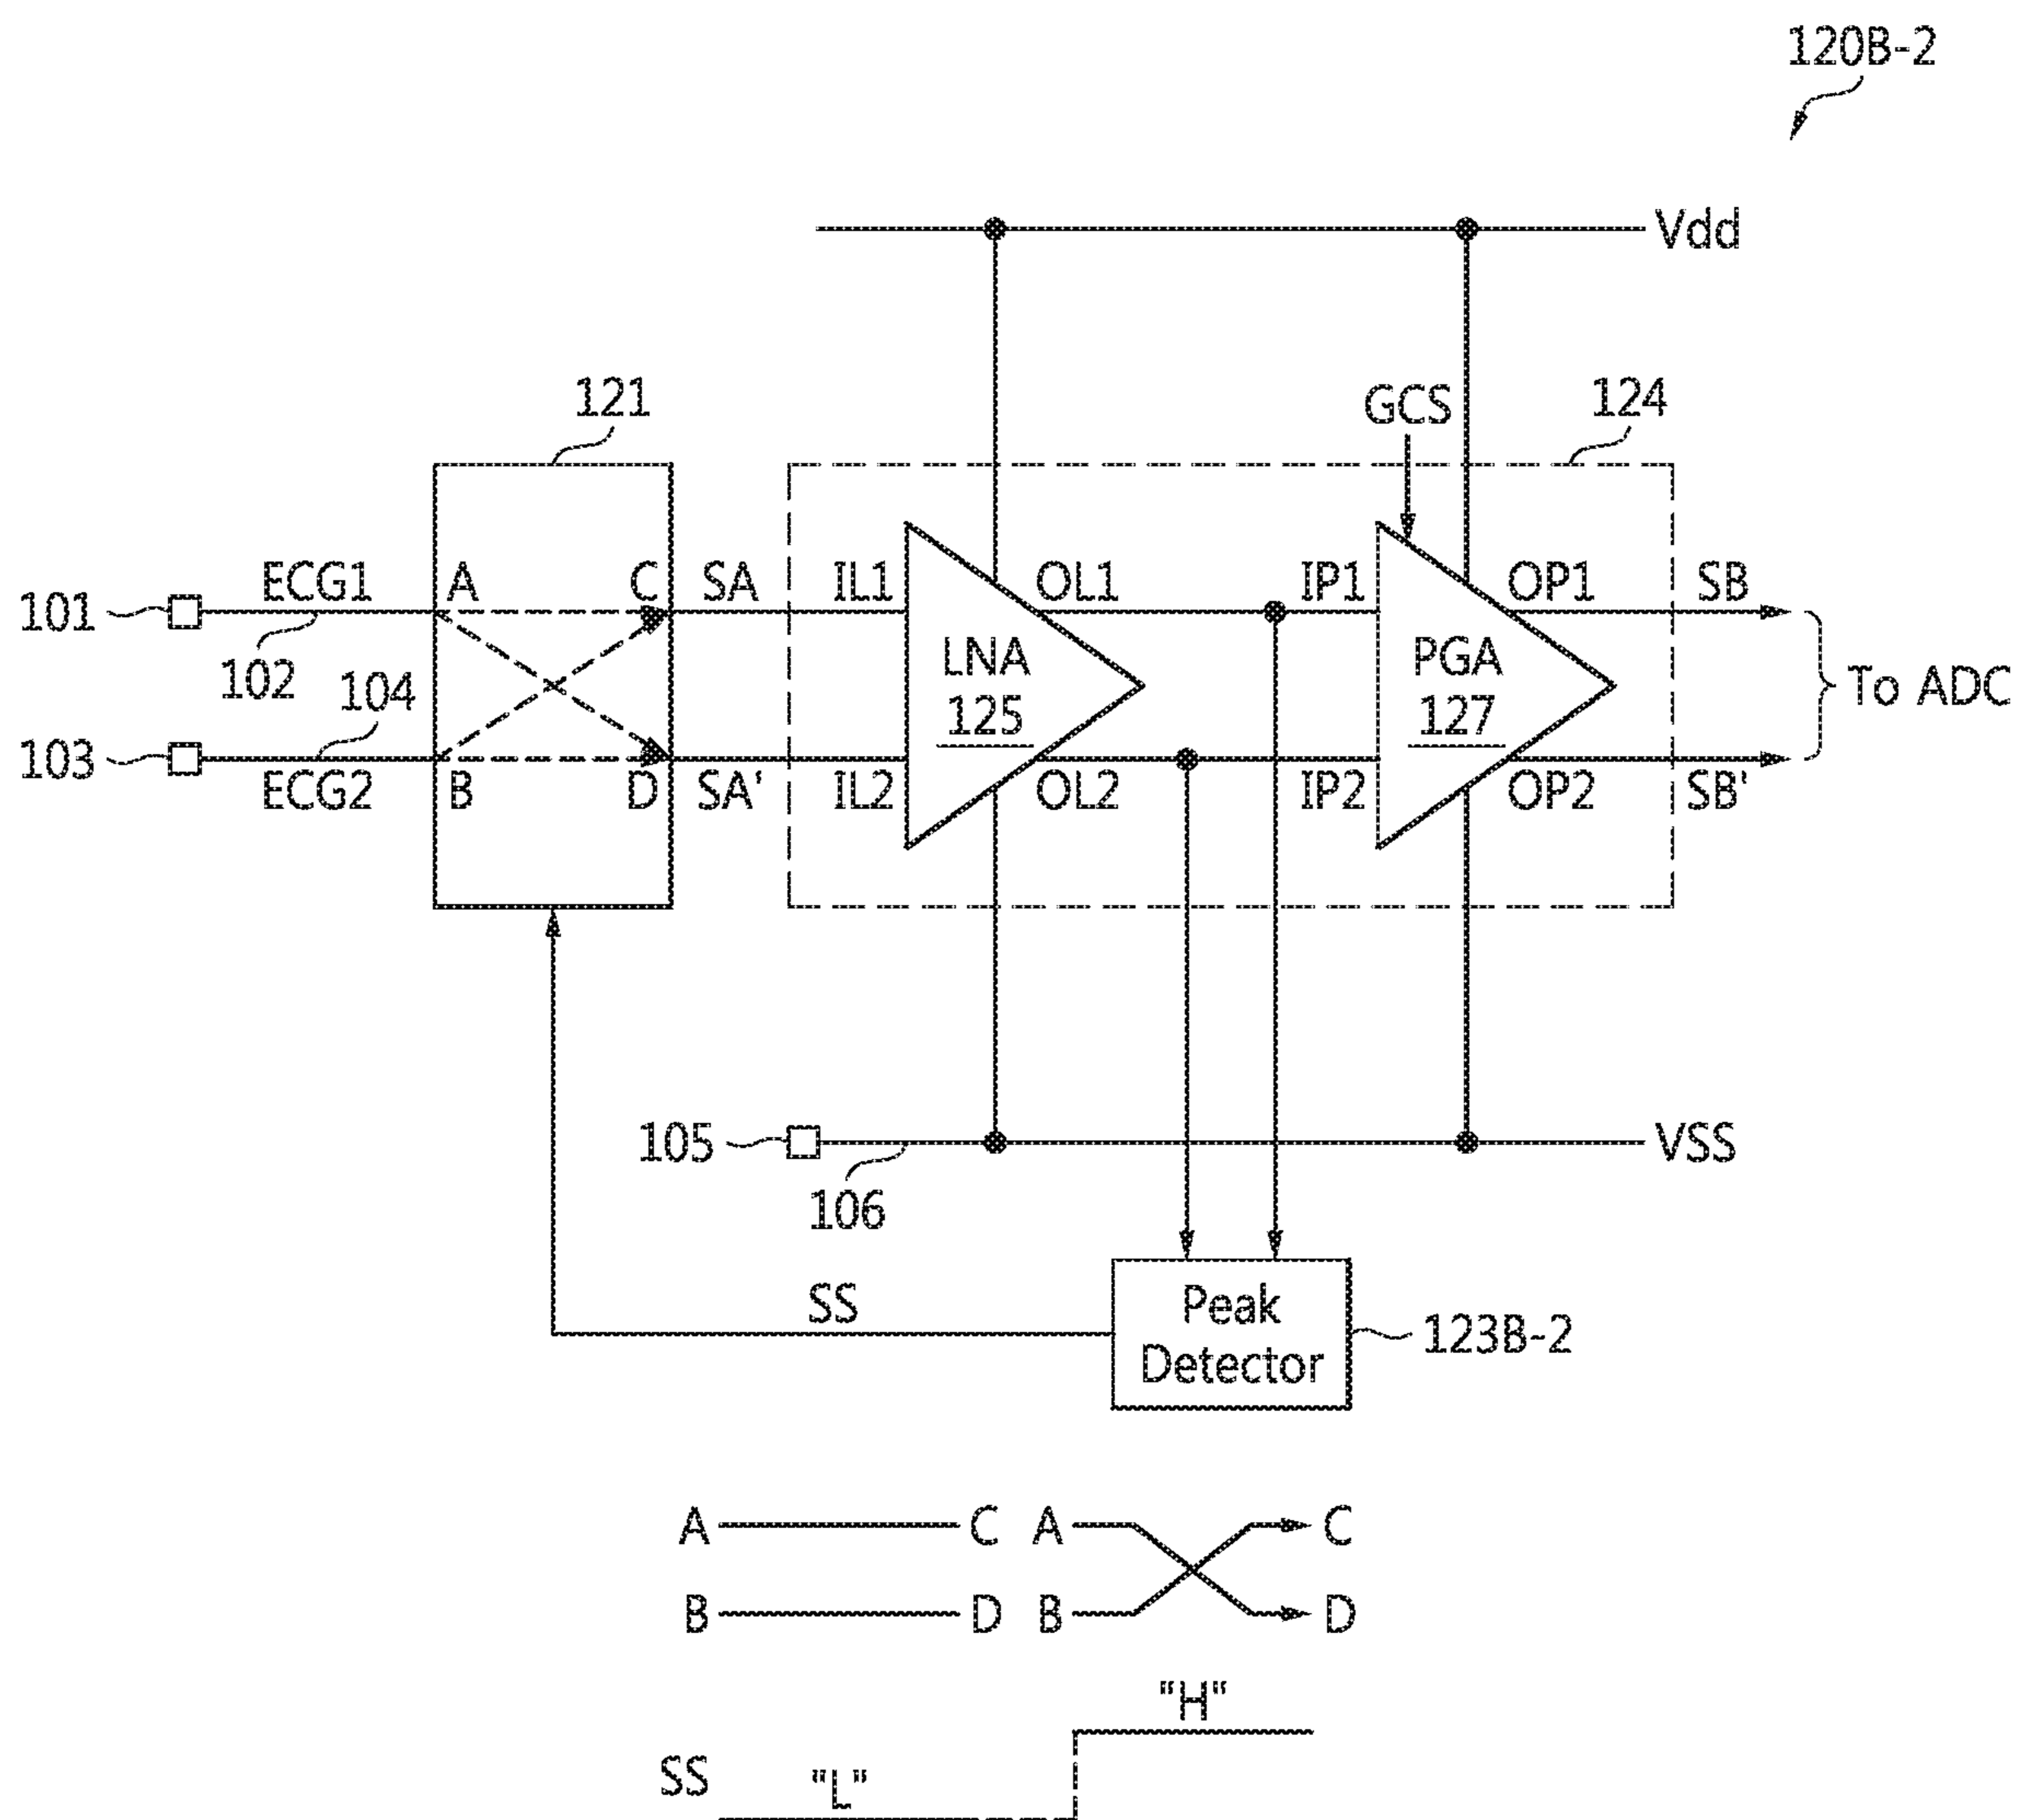 120B-2
Vdd
121
GCS
124
101
ECG1
A
C
SA
IL1
OL1
IP1
OP1
SB
102
104
LNA
125
PGA
127
To ADC
103
ECG2
B
D
SA'
IL2
OL2
IP2
OP2
SB'
105
VSS
106
SS
Peak
Detector
123B-2
A C A C
B D B D
"H"
SS "L"